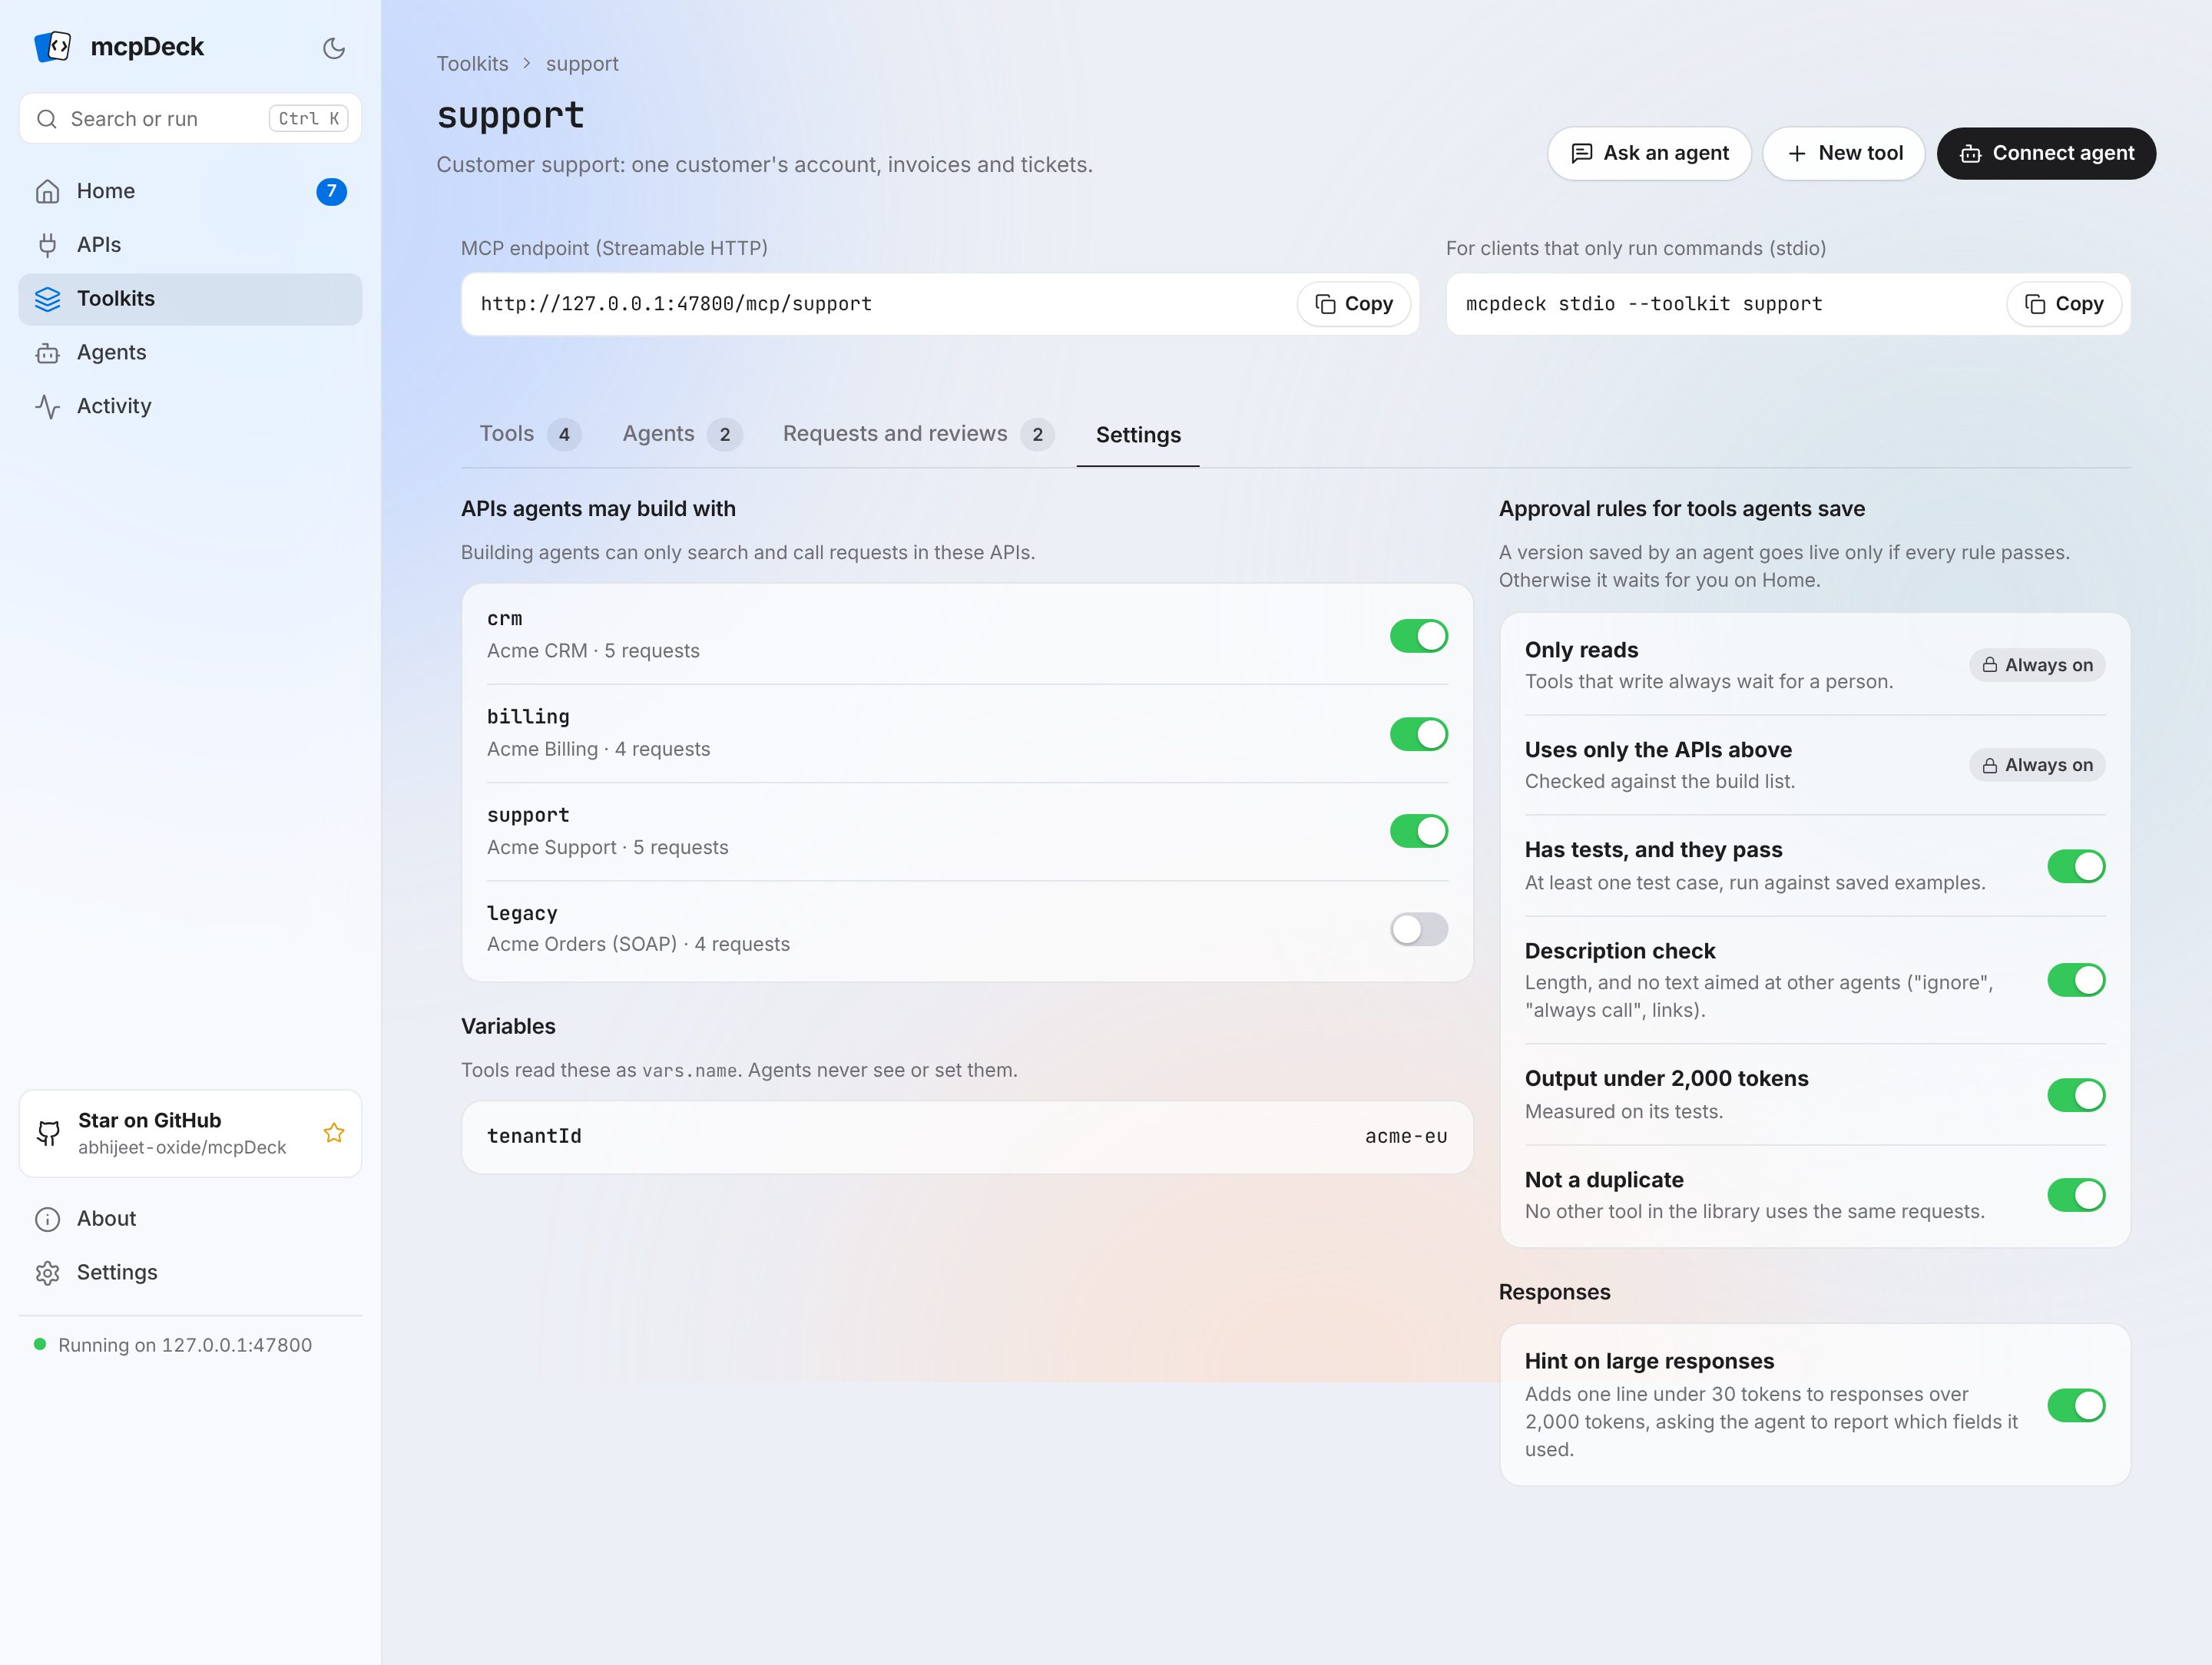 mcpDeck
Search or run
Ctrl K
Home
7
APIs
Toolkits
Agents
Activity
Star on GitHub
abhijeet-oxide/mcpDeck
About
Settings
Running on 127.0.0.1:47800
Toolkits > support
support
Customer support: one customer's account, invoices and tickets.
Ask an agent
New tool
Connect agent
MCP endpoint (Streamable HTTP)
http://127.0.0.1:47800/mcp/support
Copy
For clients that only run commands (stdio)
mcpdeck stdio --toolkit support
Copy
Tools 4
Agents 2
Requests and reviews 2
Settings
APIs agents may build with
Building agents can only search and call requests in these APIs.
crm
Acme CRM · 5 requests
billing
Acme Billing · 4 requests
support
Acme Support · 5 requests
legacy
Acme Orders (SOAP) · 4 requests
Variables
Tools read these as vars.name. Agents never see or set them.
tenantId
acme-eu
Approval rules for tools agents save
A version saved by an agent goes live only if every rule passes.
Otherwise it waits for you on Home.
Only reads
Tools that write always wait for a person.
Always on
Uses only the APIs above
Checked against the build list.
Always on
Has tests, and they pass
At least one test case, run against saved examples.
Description check
Length, and no text aimed at other agents ("ignore",
"always call", links).
Output under 2,000 tokens
Measured on its tests.
Not a duplicate
No other tool in the library uses the same requests.
Responses
Hint on large responses
Adds one line under 30 tokens to responses over
2,000 tokens, asking the agent to report which fields it
used.